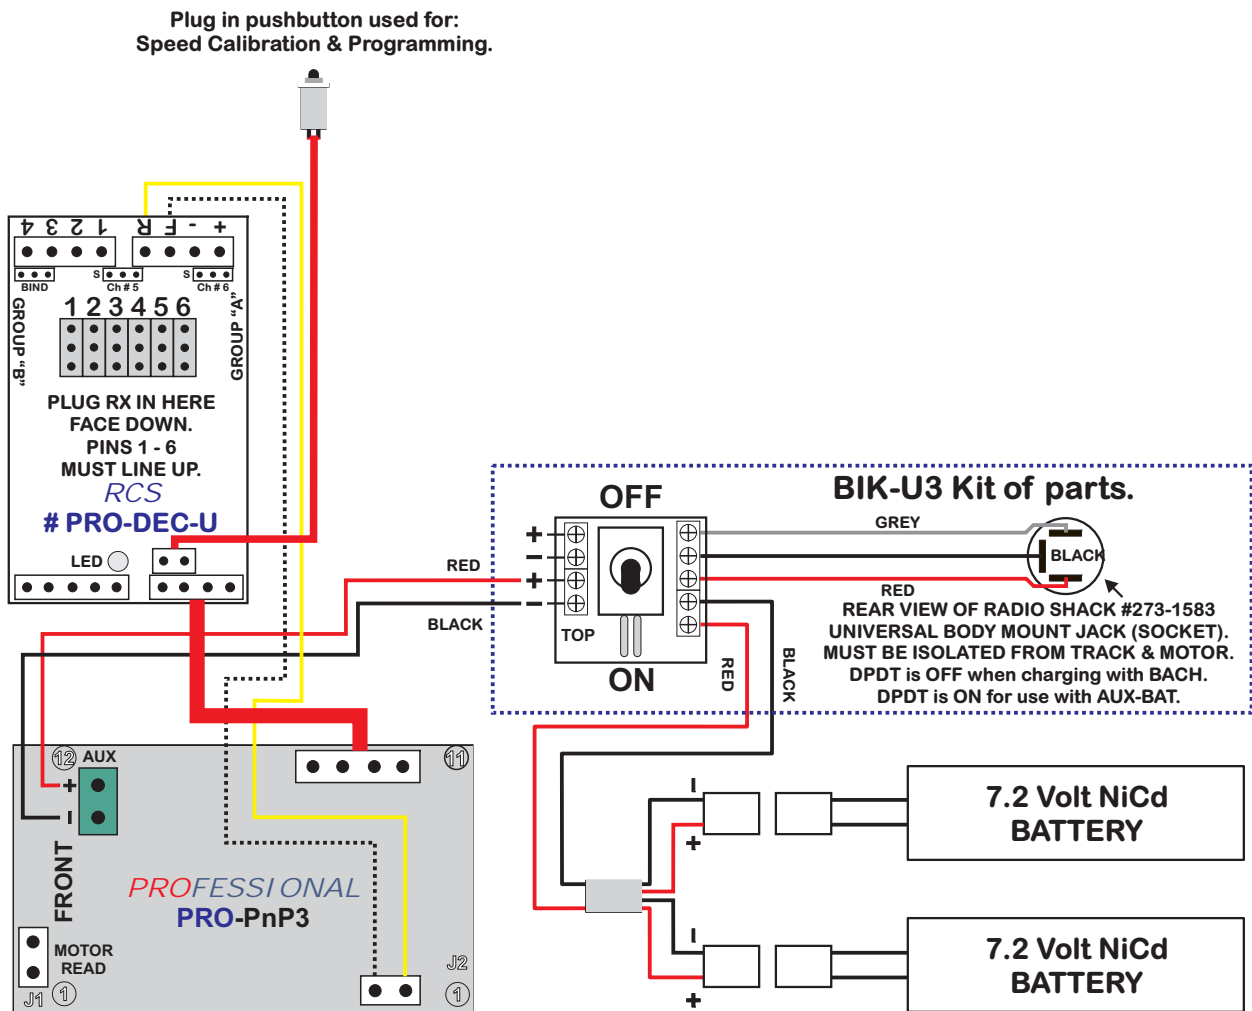 Plug in pushbutton used for:
Speed Calibration & Programming.
4 3 2 1 R F - +
BIND
S
Ch # 5
S
Ch # 6
GROUP "B"
1 2 3 4 5 6
GROUP "A"
PLUG RX IN HERE
FACE DOWN.
PINS 1 - 6
MUST LINE UP.
RCS
# PRO-DEC-U
LED
RED
BLACK
BIK-U3 Kit of parts.
OFF
+
-
+
-
TOP
ON
GREY
BLACK
RED
RED
BLACK
REAR VIEW OF RADIO SHACK #273-1583
UNIVERSAL BODY MOUNT JACK (SOCKET).
MUST BE ISOLATED FROM TRACK & MOTOR.
DPDT is OFF when charging with BACH.
DPDT is ON for use with AUX-BAT.
12
AUX
11
+
-
FRONT
PROFESSIONAL
PRO-PnP3
MOTOR
READ
J1
1
J2
1
-
+
7.2 Volt NiCd
BATTERY
-
+
7.2 Volt NiCd
BATTERY